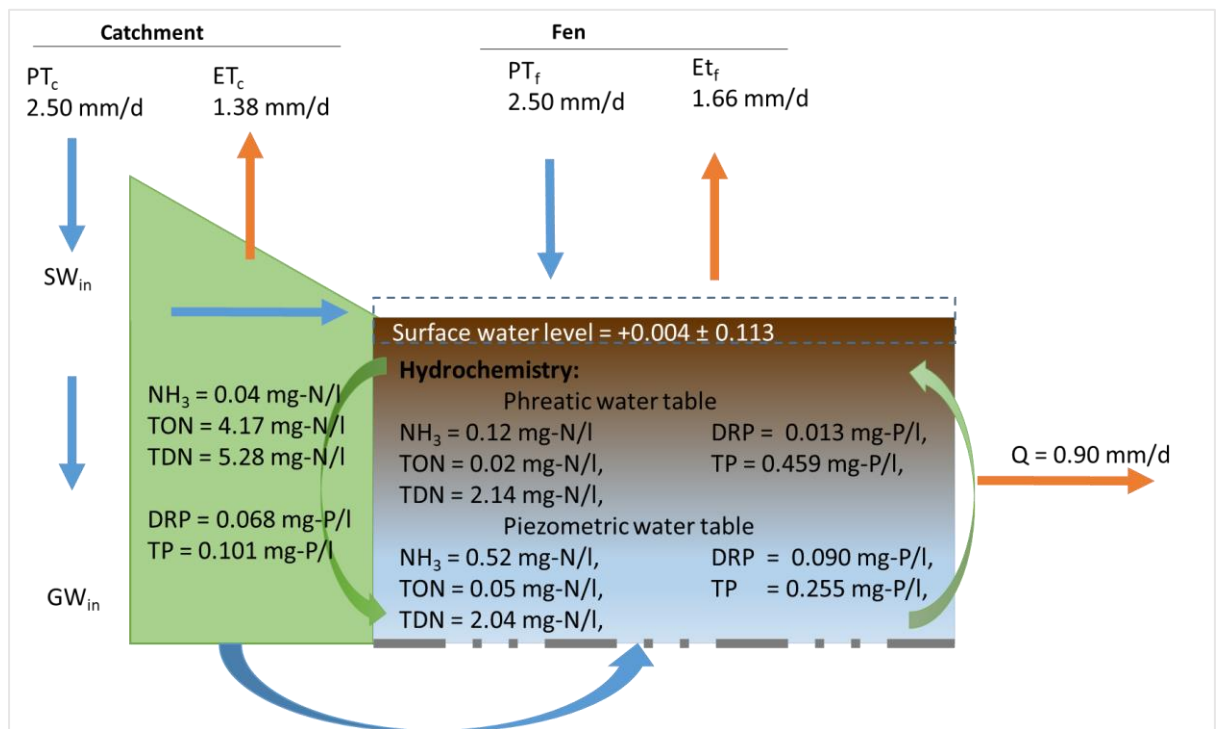 Catchment
Fen
PTc
2.50 mm/d
ETc
1.38 mm/d
PTf
2.50 mm/d
Etf
1.66 mm/d
SWin
Surface water level = +0.004 ± 0.113
Hydrochemistry:
Phreatic water table
NH3 = 0.04 mg-N/l
TON = 4.17 mg-N/l
TDN = 5.28 mg-N/l
DRP = 0.068 mg-P/l
TP = 0.101 mg-P/l
NH3 = 0.12 mg-N/l
TON = 0.02 mg-N/l,
TDN = 2.14 mg-N/l,
DRP = 0.013 mg-P/l,
TP = 0.459 mg-P/l,
Q = 0.90 mm/d
Piezometric water table
NH3 = 0.52 mg-N/l,
TON = 0.05 mg-N/l,
TDN = 2.04 mg-N/l,
DRP = 0.090 mg-P/l,
TP = 0.255 mg-P/l,
GWin